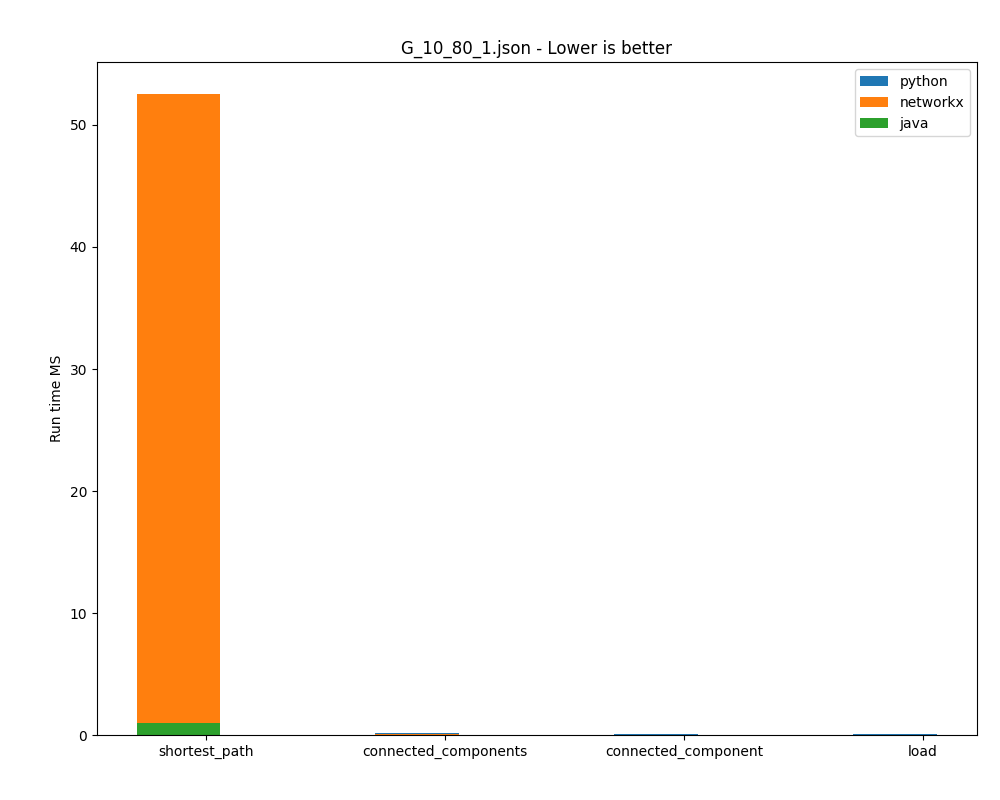 G_10_80_1.json - Lower is better
python
networkx
java
Run time MS
50
40
30
20
10
0
shortest_path
connected_components
connected_component
load